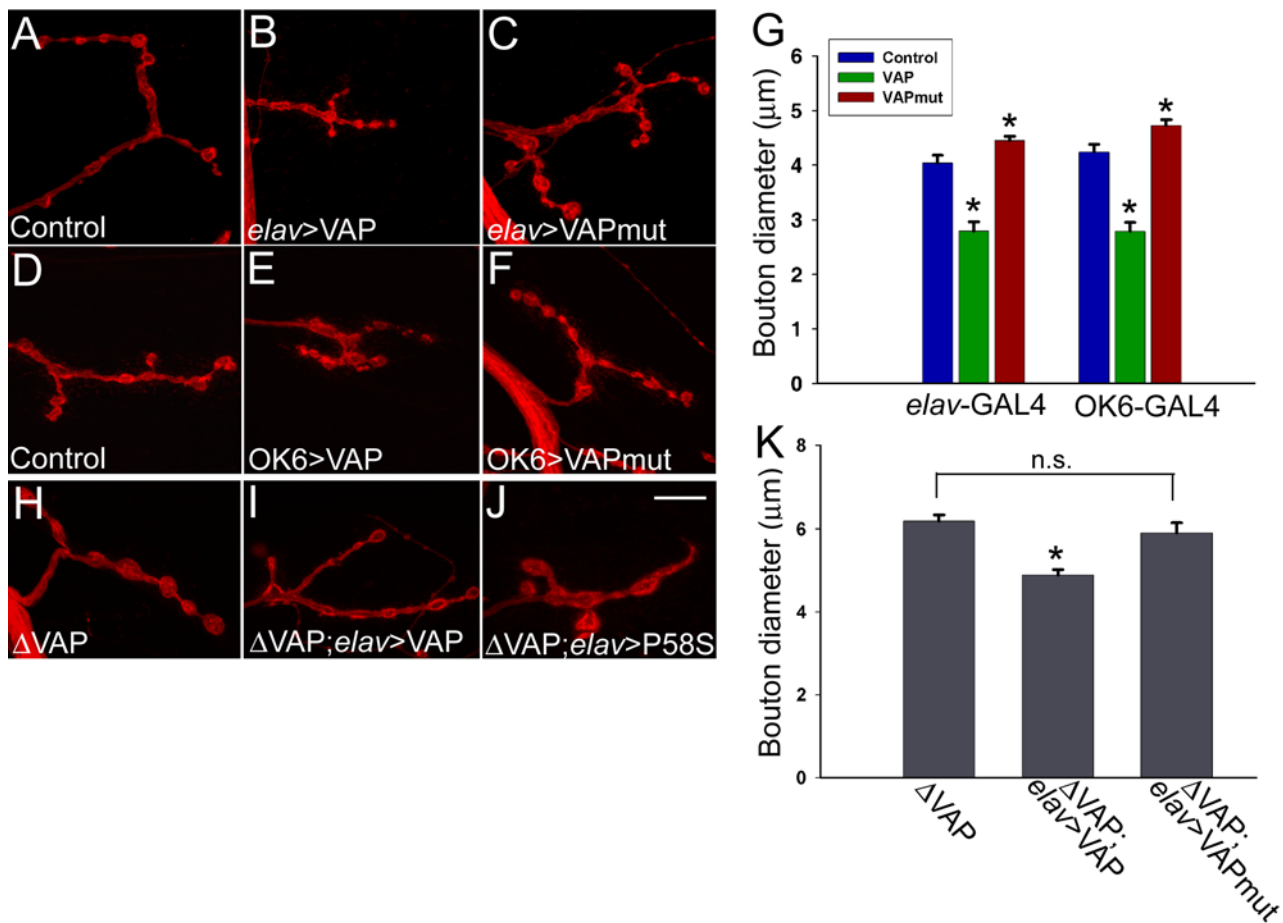 A
Control
B
elav>VAP
C
elav>VAPmut
D
Control
E
OK6>VAP
F
OK6>VAPmut
H
ΔVAP
I
ΔVAP;elav>VAP
J
ΔVAP;elav>P58S
G
Control
VAP
VAPmut
Bouton diameter (μm)
6
5
4
3
2
1
0
*
*
*
*
elav-GAL4
OK6-GAL4
K
n.s.
Bouton diameter (μm)
8
6
4
2
0
*
ΔVAP
ΔVAP;
elav>VAP
ΔVAP;
elav>VAPmut